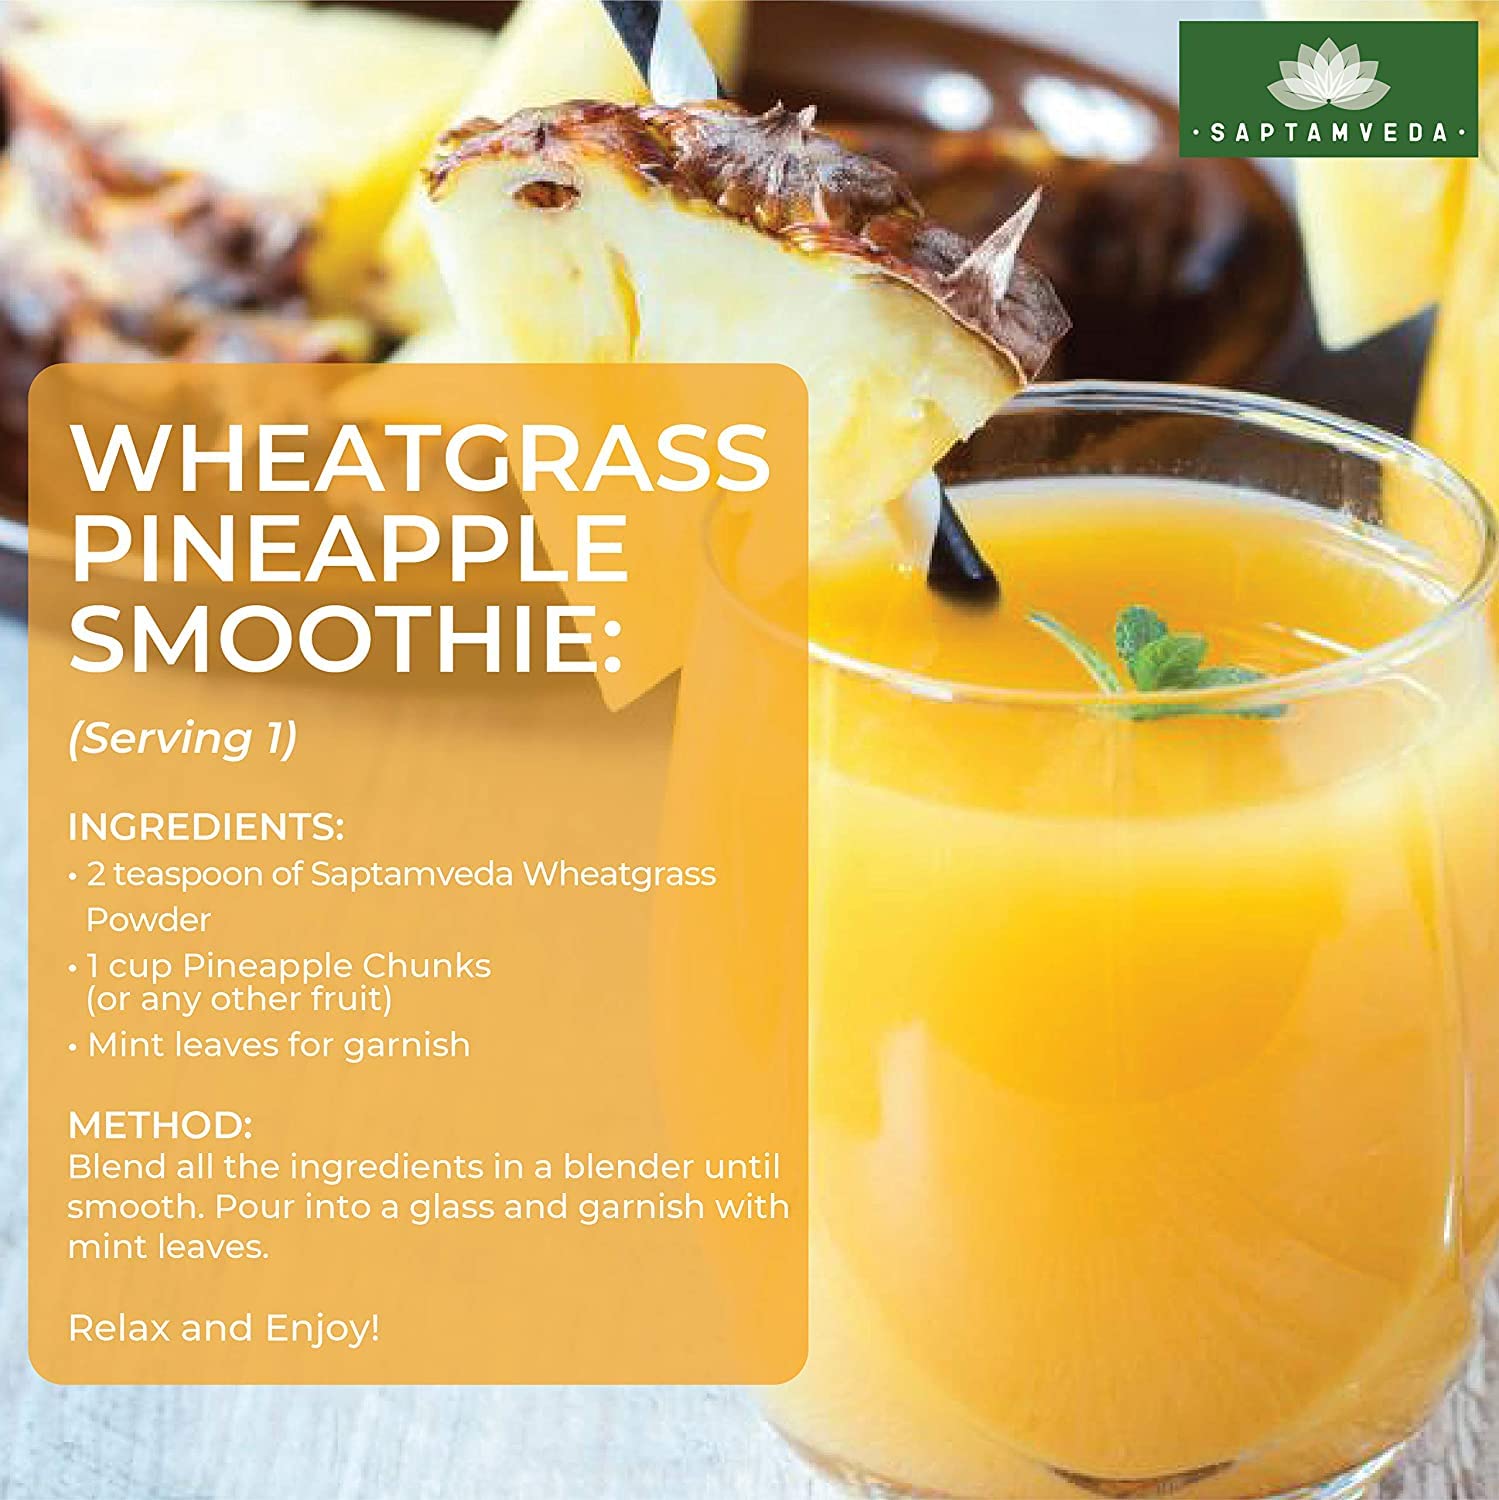 · SAPTAMVEDA ·
WHEATGRASS
PINEAPPLE
SMOOTHIE:
(Serving 1)
INGREDIENTS:
• 2 teaspoon of Saptamveda Wheatgrass
Powder
• 1 cup Pineapple Chunks
(or any other fruit)
• Mint leaves for garnish
METHOD:
Blend all the ingredients in a blender until
smooth. Pour into a glass and garnish with
mint leaves.
Relax and Enjoy!